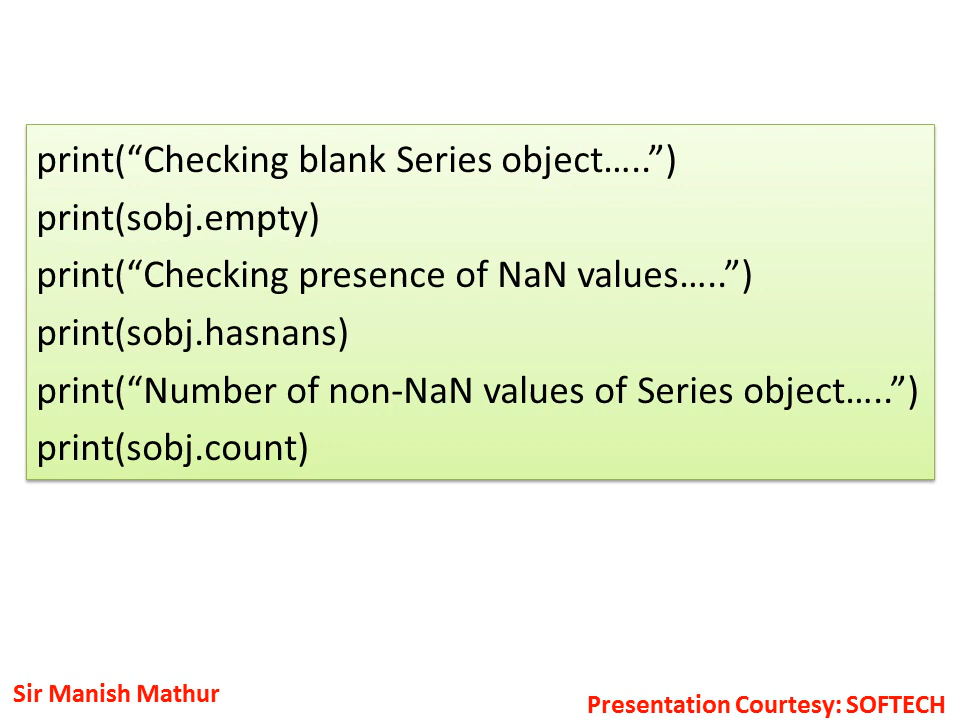 print(“Checking blank Series object…..”)
print(sobj.empty)
print(“Checking presence of NaN values…..”)
print(sobj.hasnans)
print(“Number of non-NaN values of Series object…..”)
print(sobj.count)
Sir Manish Mathur
Presentation Courtesy: SOFTECH